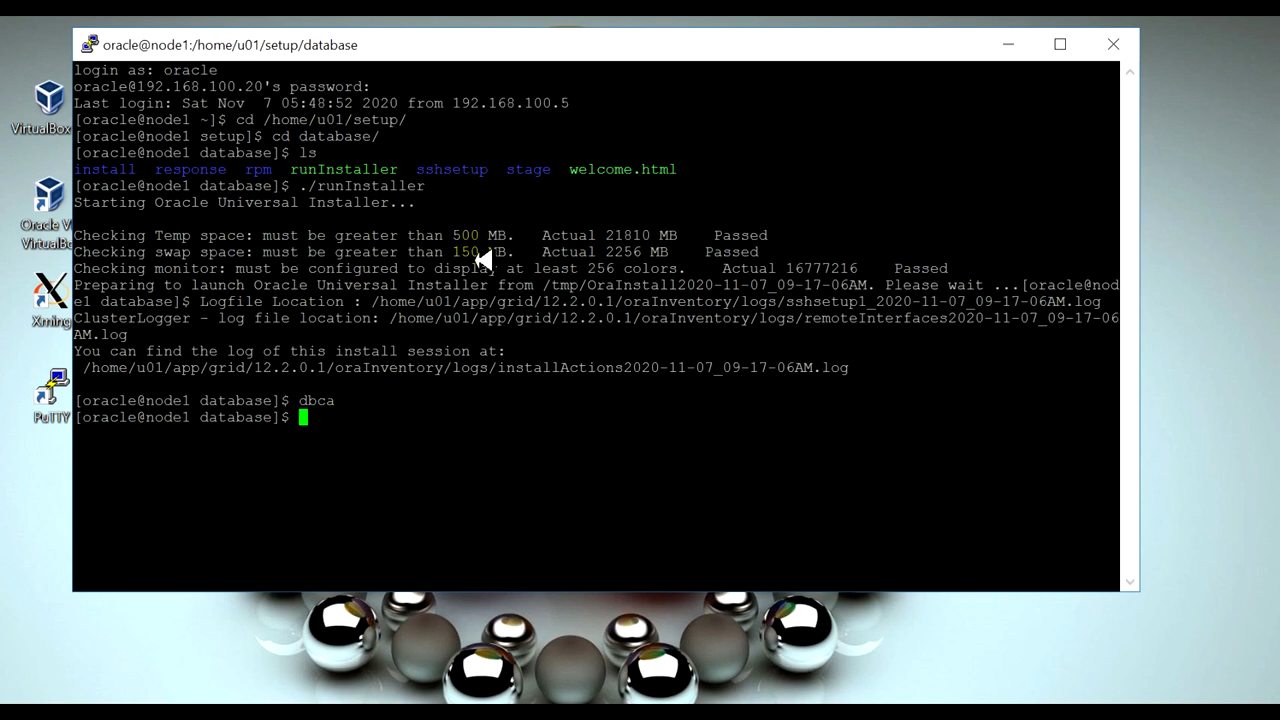 oracle@node1:/home/u01/setup/database
login as: oracle
oracle@192.168.100.20's password:
Last login: Sat Nov  7 05:48:52 2020 from 192.168.100.5
[oracle@node1 ~]$ cd /home/u01/setup/
[oracle@node1 setup]$ cd database/
[oracle@node1 database]$ ls
install  response  rpm  runInstaller  sshsetup  stage  welcome.html
[oracle@node1 database]$ ./runInstaller
Starting Oracle Universal Installer...
Checking Temp space: must be greater than 500 MB.   Actual 21810 MB    Passed
Checking swap space: must be greater than 150 MB.   Actual 2256 MB    Passed
Checking monitor: must be configured to display at least 256 colors.    Actual 16777216    Passed
Preparing to launch Oracle Universal Installer from /tmp/OraInstall2020-11-07_09-17-06AM. Please wait ...[oracle@nod
e1 database]$ Logfile Location : /home/u01/app/grid/12.2.0.1/oraInventory/logs/sshsetup1_2020-11-07_09-17-06AM.log
ClusterLogger - log file location: /home/u01/app/grid/12.2.0.1/oraInventory/logs/remoteInterfaces2020-11-07_09-17-06
AM.log
You can find the log of this install session at:
 /home/u01/app/grid/12.2.0.1/oraInventory/logs/installActions2020-11-07_09-17-06AM.log
[oracle@node1 database]$ dbca
[oracle@node1 database]$
VirtualBox
Oracle V
VirtualBo
Xming
PuTTY